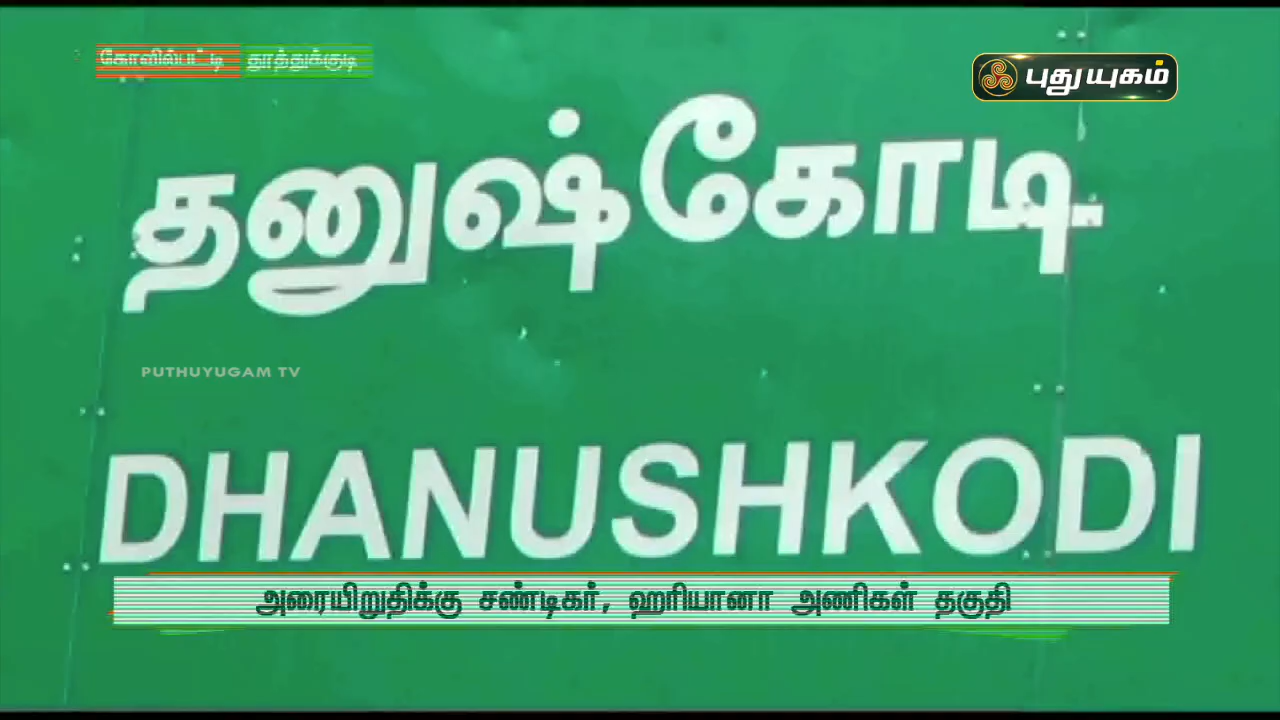 கோவில்பட்டி தூத்துக்குடி
புதுயுகம்
தனுஷ்கோடி
PUTHUYUGAM TV
DHANUSHKODI
அரையிறுதிக்கு சண்டிகர், ஹரியானா அணிகள் தகுதி